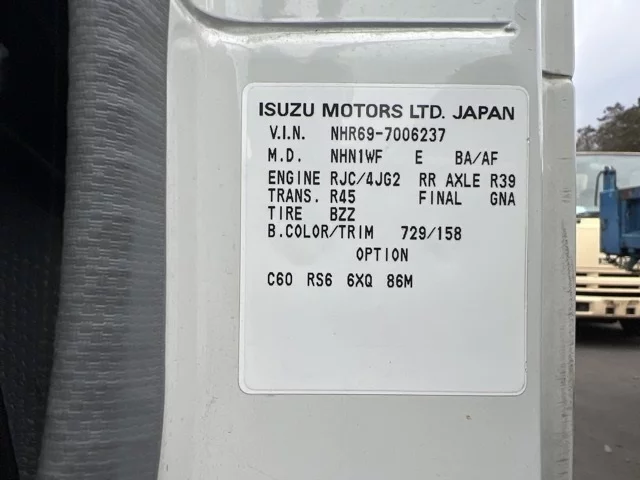 ISUZU MOTORS LTD. JAPAN
V.I.N. NHR69-7006237
M.D. NHN1WF E BA/AF
ENGINE RJC/4JG2 RR AXLE R39
TRANS. R45 FINAL GNA
TIRE BZZ
B.COLOR/TRIM 729/158
OPTION
C60 RS6 6XQ 86M